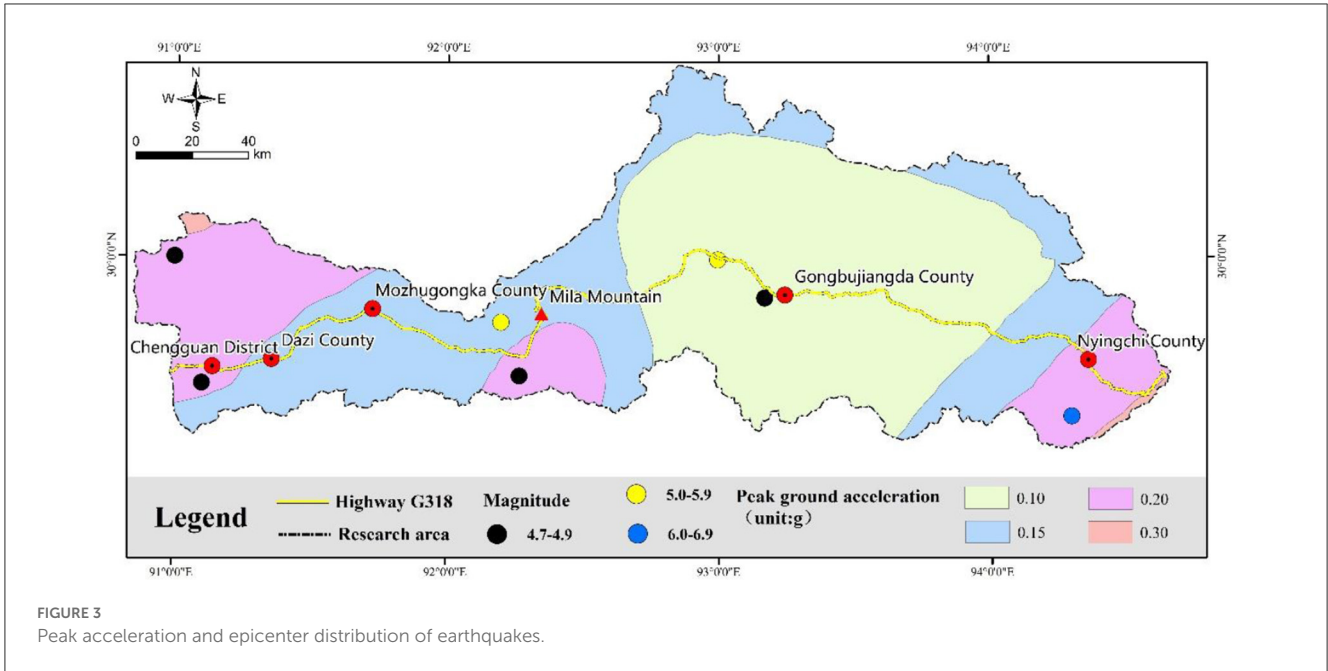 91°0'0"E 92°0'0"E 93°0'0"E 94°0'0"E
N
W E
S
0 20 40
km
30°0'0"N
30°0'0"N
Gongbujiangda County
Mozhugongka County
Mila Mountain
Chengguan District
Dazi County
Nyingchi County
Legend
Highway G318
Research area
Magnitude
4.7-4.9
5.0-5.9
6.0-6.9
Peak ground acceleration
（unit:g）
0.10
0.15
0.20
0.30
91°0'0"E 92°0'0"E 93°0'0"E 94°0'0"E
FIGURE 3
Peak acceleration and epicenter distribution of earthquakes.